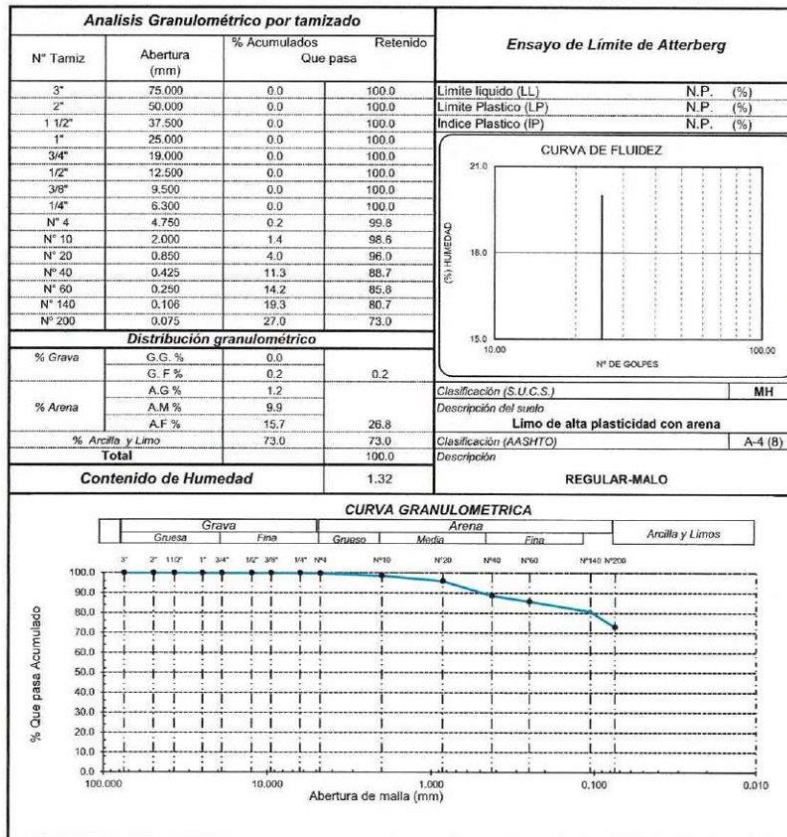 Analisis Granulométrico por tamizado
N° Tamiz Abertura (mm) % Acumulados Retenido Que pasa
3" 75.000 0.0 100.0
2" 50.000 0.0 100.0
1 1/2" 37.500 0.0 100.0
1" 25.000 0.0 100.0
3/4" 19.000 0.0 100.0
1/2" 12.500 0.0 100.0
3/8" 9.500 0.0 100.0
1/4" 6.300 0.0 100.0
N° 4 4.750 0.2 99.8
N° 10 2.000 1.4 98.6
N° 20 0.850 4.0 96.0
N° 40 0.425 11.3 88.7
N° 60 0.250 14.2 85.8
N° 140 0.106 19.3 80.7
N° 200 0.075 27.0 73.0
Distribución granulométrico
% Grava G.G. % 0.0
G. F % 0.2 0.2
A.G % 1.2
% Arena A.M % 9.9
A.F % 15.7 26.8
% Arcilla y Limo 73.0 73.0
Total 100.0
Contenido de Humedad 1.32
Ensayo de Límite de Atterberg
Limite liquido (LL) N.P. (%)
Limite Plastico (LP) N.P. (%)
Indice Plastico (IP) N.P. (%)
CURVA DE FLUIDEZ
21.0
18.0
15.0
(%) HUMEDAD
10.00 100.00
N° DE GOLPES
Clasificación (S.U.C.S.) MH
Descripción del suelo
Limo de alta plasticidad con arena
Clasificación (AASHTO) A-4 (8)
Descripción
REGULAR-MALO
CURVA GRANULOMETRICA
Grava Arena Arcilla y Limos
Gruesa Fina Grueso Media Fina
3" 2" 11/2" 1" 3/4" 1/2" 3/8" 1/4" N°4 N°10 N°20 N°40 N°60 N°140 N°200
100.0
90.0
80.0
70.0
60.0
50.0
40.0
30.0
20.0
10.0
0.0
% Que pasa Acumulado
100.000 10.000 1.000 0.100 0.010
Abertura de malla (mm)